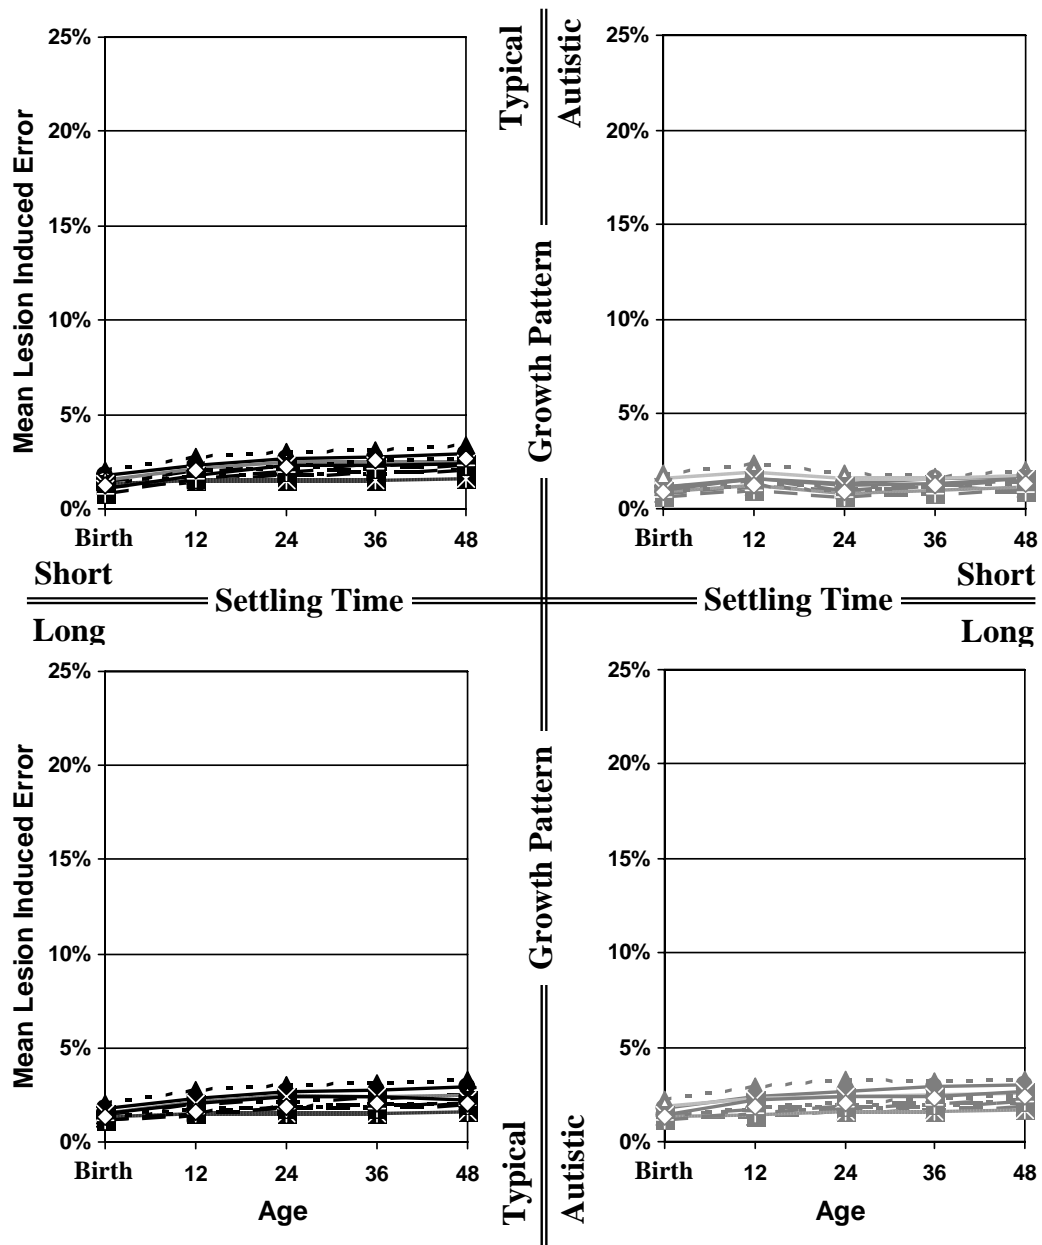 Typical
Autistic
25%
20%
15%
10%
5%
0%
Mean Lesion Induced Error
Birth 12 24 36 48
Growth Pattern
25%
20%
15%
10%
5%
0%
Birth 12 24 36 48
Short
Short
Settling Time
Settling Time
Long
Long
25%
20%
15%
10%
5%
0%
Mean Lesion Induced Error
Birth 12 24 36 48
Age
Growth Pattern
25%
20%
15%
10%
5%
0%
Birth 12 24 36 48
Age
Typical
Autistic